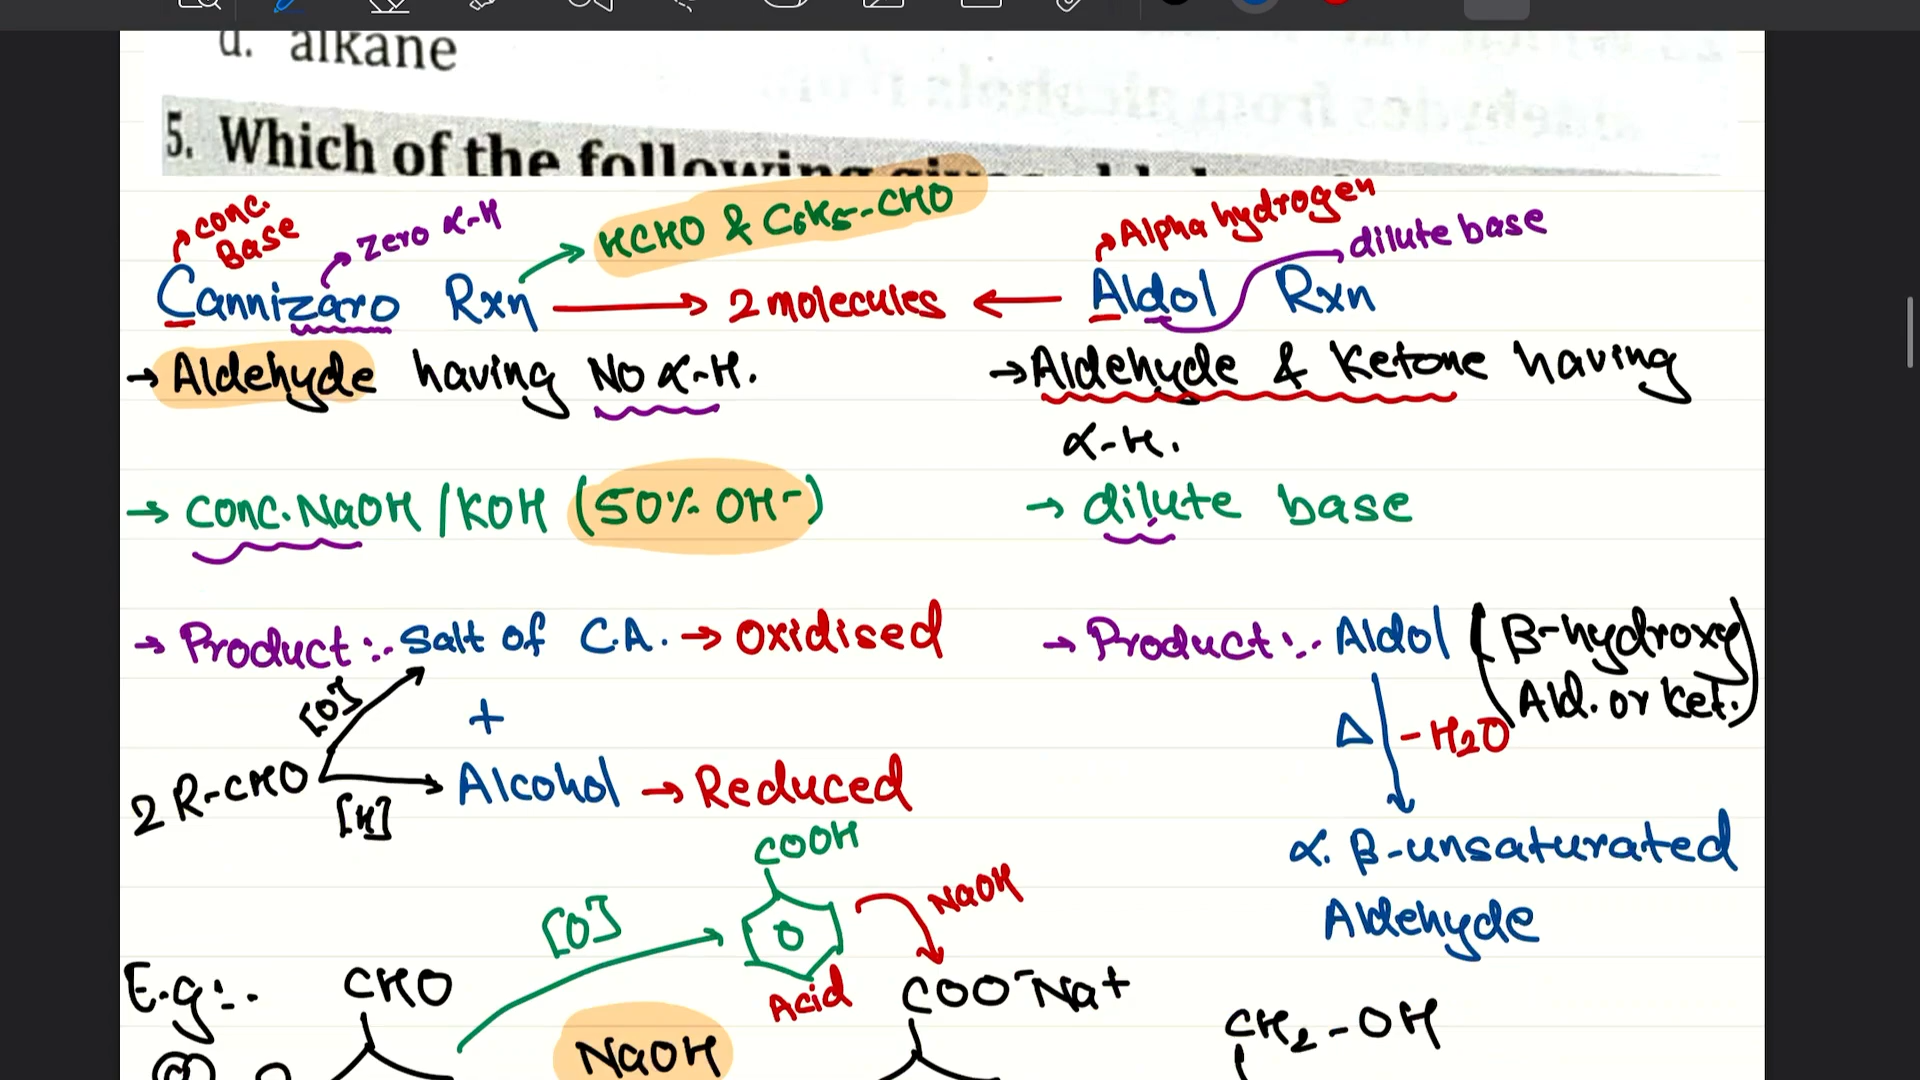 d. alkane
5. Which of the following
conc. Base
Zero α-H
HCHO & C6H5-CHO
Alpha hydrogen
dilute base
Cannizaro Rxn → 2 molecules ← Aldol Rxn
→ Aldehyde having No α-H.
→ Aldehyde & Ketone having
α-H.
→ conc. NaOH / KOH (50% OH-)
→ dilute base
→ Product :- Salt of C.A. → Oxidised
→ Product :- Aldol (β-hydroxy
Ald. or Ket.)
[O]
+
Δ - H2O
2 R-CHO
[H]
Alcohol → Reduced
COOH
α, β-unsaturated
Aldehyde
[O]
NaOH
Acid
E.g :-
CHO
COO-Na+
CH2-OH
NaOH